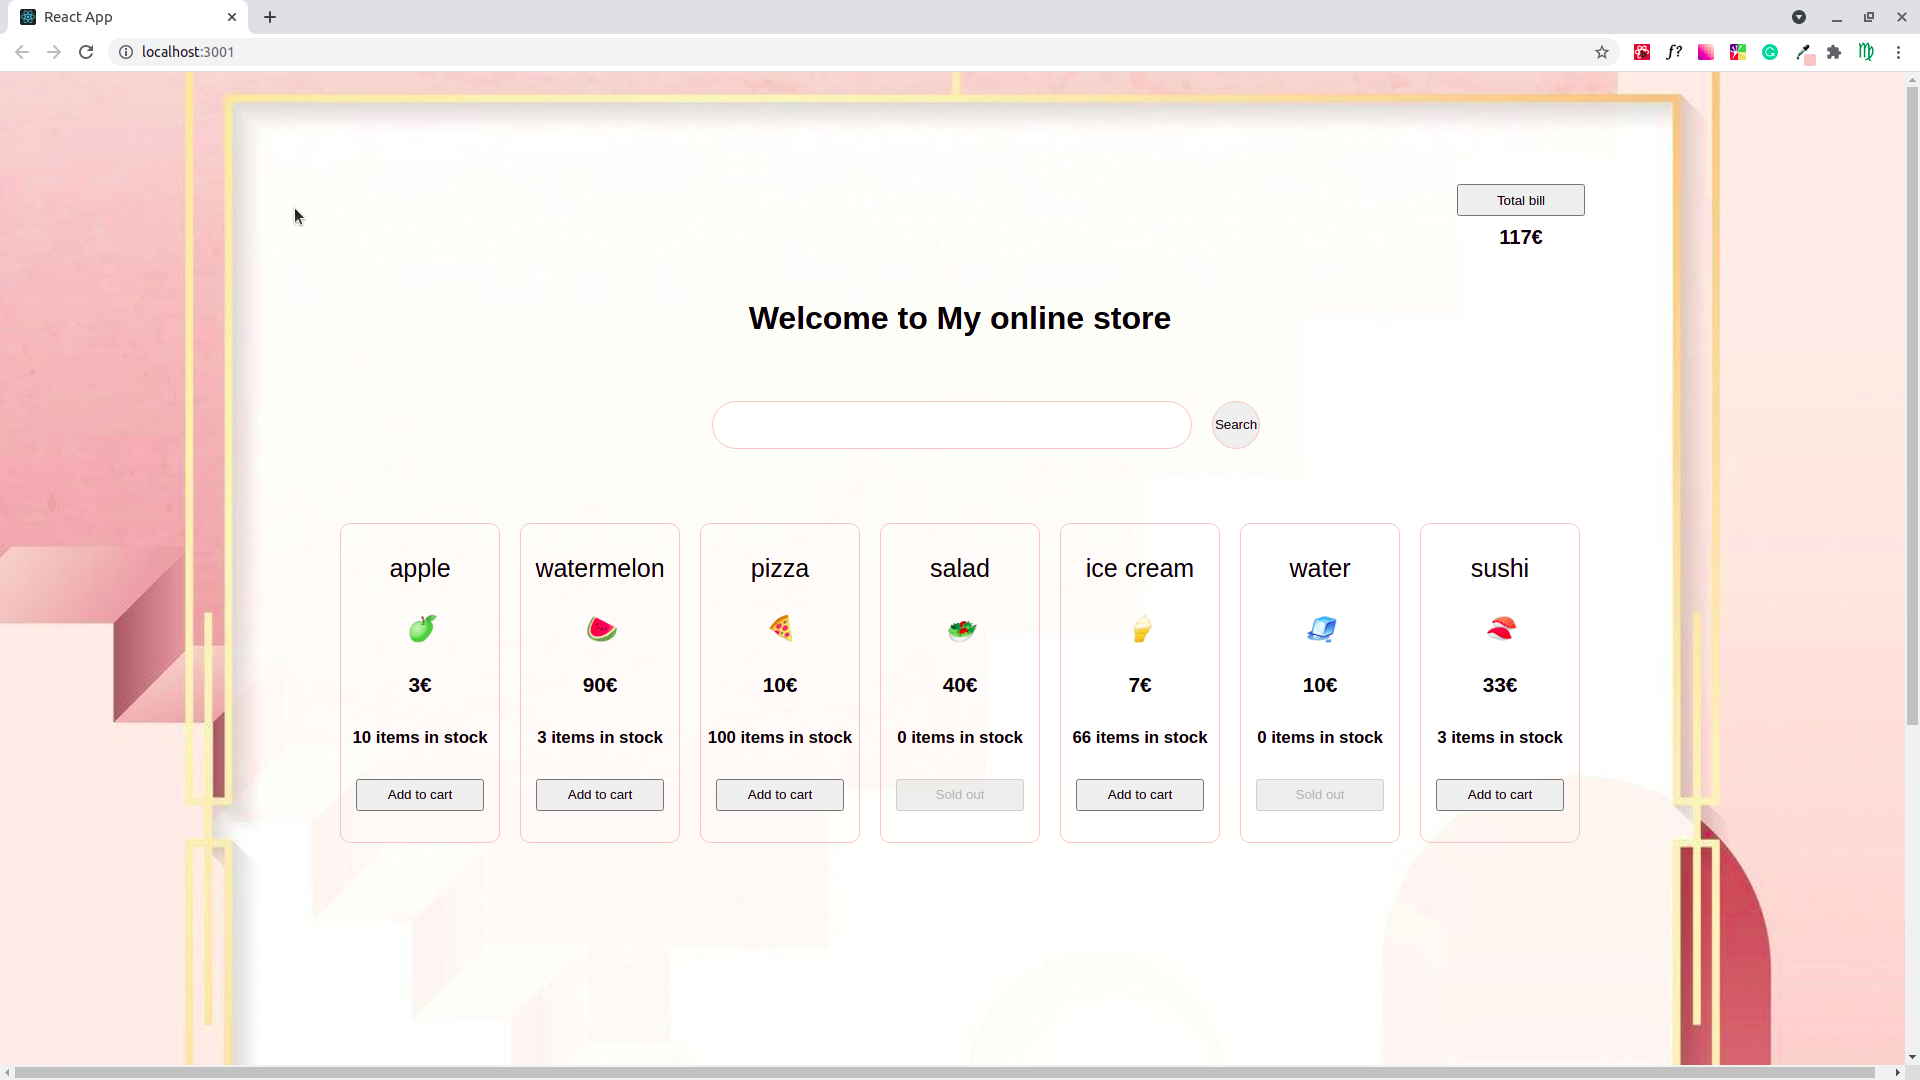 React App
localhost:3001
f?
Total bill
117€
Welcome to My online store
Search
apple
watermelon
pizza
salad
ice cream
water
sushi
3€
90€
10€
40€
7€
10€
33€
10 items in stock
3 items in stock
100 items in stock
0 items in stock
66 items in stock
0 items in stock
3 items in stock
Add to cart
Add to cart
Add to cart
Sold out
Add to cart
Sold out
Add to cart